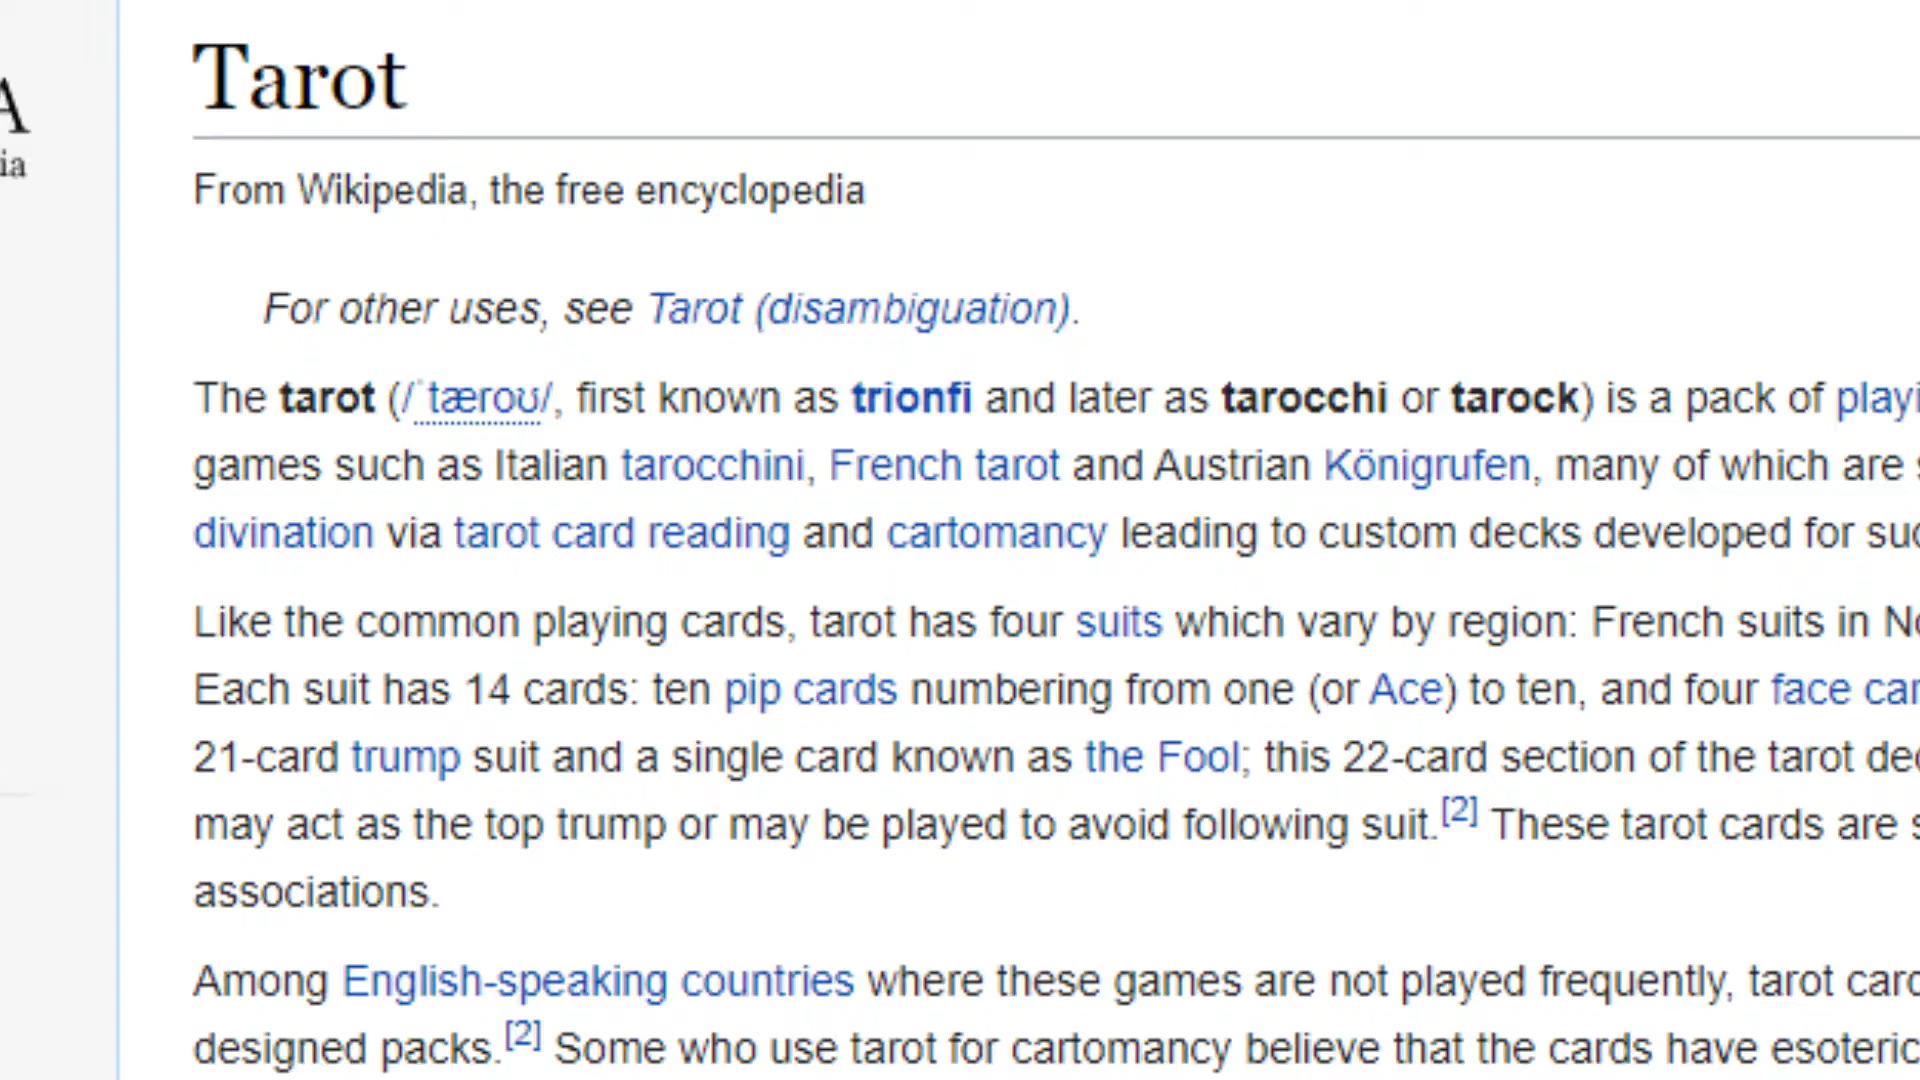 A
ia
Tarot
From Wikipedia, the free encyclopedia
For other uses, see Tarot (disambiguation).
The tarot (/ˈtæroʊ/, first known as trionfi and later as tarocchi or tarock) is a pack of playi
games such as Italian tarocchini, French tarot and Austrian Königrufen, many of which are s
divination via tarot card reading and cartomancy leading to custom decks developed for suc
Like the common playing cards, tarot has four suits which vary by region: French suits in No
Each suit has 14 cards: ten pip cards numbering from one (or Ace) to ten, and four face car
21-card trump suit and a single card known as the Fool; this 22-card section of the tarot dec
may act as the top trump or may be played to avoid following suit.[2] These tarot cards are s
associations.
Among English-speaking countries where these games are not played frequently, tarot card
designed packs.[2] Some who use tarot for cartomancy believe that the cards have esoteric